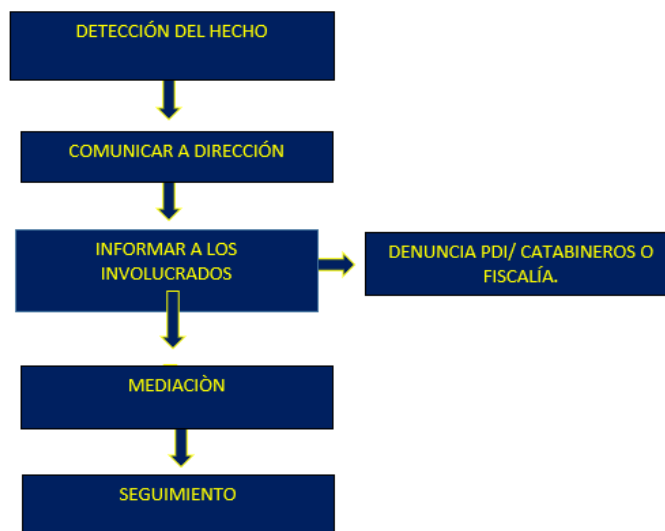 DETECCIÓN DEL HECHO
COMUNICAR A DIRECCIÓN
INFORMAR A LOS
INVOLUCRADOS
DENUNCIA PDI/ CATABINEROS O
FISCALÍA.
MEDIACIÒN
SEGUIMIENTO